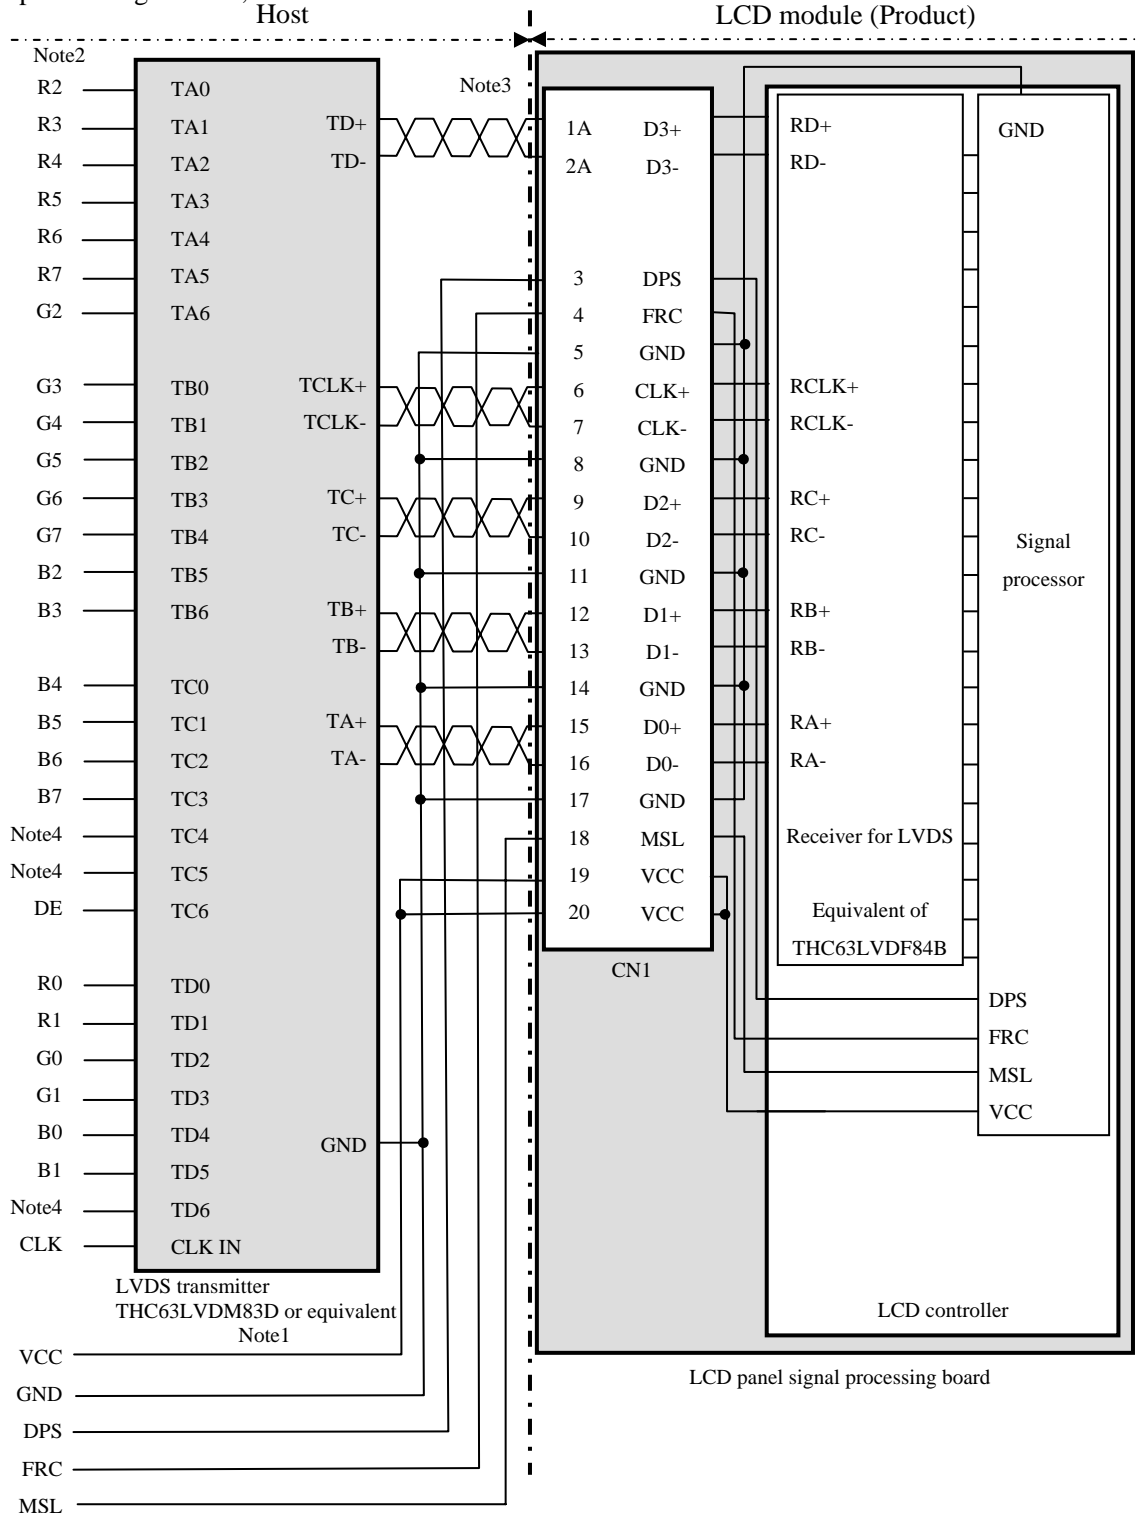 Host
LCD module (Product)
Note2
Note3
R2 TA0
R3 TA1 TD+ 1A D3+ RD+ GND
R4 TA2 TD- 2A D3- RD-
R5 TA3
R6 TA4
R7 TA5 3 DPS
G2 TA6 4 FRC
5 GND
G3 TB0 TCLK+ 6 CLK+ RCLK+
G4 TB1 TCLK- 7 CLK- RCLK-
G5 TB2 8 GND
G6 TB3 TC+ 9 D2+ RC+
G7 TB4 TC- 10 D2- RC- Signal
B2 TB5 11 GND processor
B3 TB6 TB+ 12 D1+ RB+
TB- 13 D1- RB-
B4 TC0 14 GND
B5 TC1 TA+ 15 D0+ RA+
B6 TC2 TA- 16 D0- RA-
B7 TC3 17 GND
Note4 TC4 18 MSL Receiver for LVDS
Note4 TC5 19 VCC
DE TC6 20 VCC Equivalent of
THC63LVDF84B
CN1
R0 TD0 DPS
R1 TD1 FRC
G0 TD2 MSL
G1 TD3 VCC
B0 TD4 GND
B1 TD5
Note4 TD6
CLK CLK IN
LVDS transmitter
THC63LVDM83D or equivalent
Note1
LCD controller
VCC
LCD panel signal processing board
GND
DPS
FRC
MSL